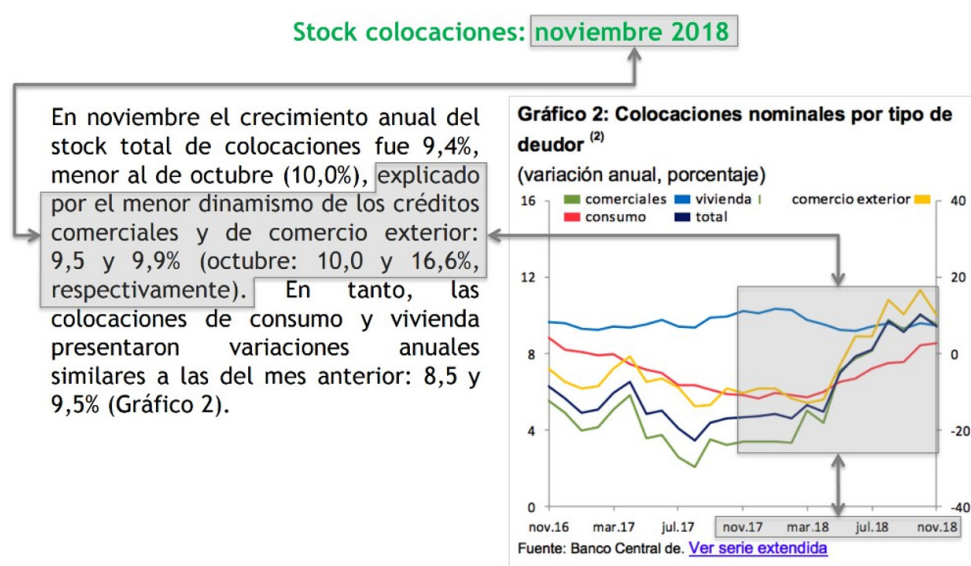 Stock colocaciones: noviembre 2018
En noviembre el crecimiento anual del
stock total de colocaciones fue 9,4%,
menor al de octubre (10,0%), explicado
por el menor dinamismo de los créditos
comerciales y de comercio exterior:
9,5 y 9,9% (octubre: 10,0 y 16,6%,
respectivamente). En tanto, las
colocaciones de consumo y vivienda
presentaron variaciones anuales
similares a las del mes anterior: 8,5 y
9,5% (Gráfico 2).
Gráfico 2: Colocaciones nominales por tipo de
deudor (2)
(variación anual, porcentaje)
comerciales vivienda comercio exterior
consumo total
16 40
12 20
8 0
4 -20
0 -40
nov.16 mar.17 jul.17 nov.17 mar.18 jul.18 nov.18
Fuente: Banco Central de. Ver serie extendida